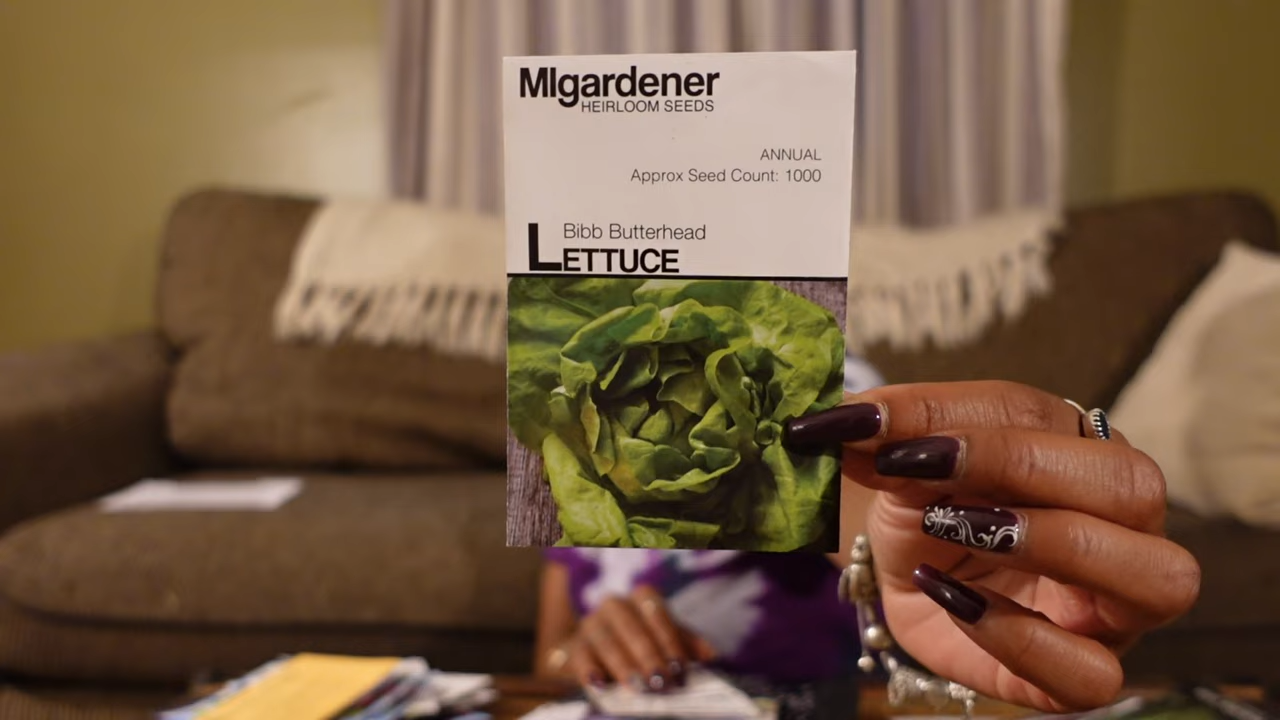 MIgardener
HEIRLOOM SEEDS
ANNUAL
Approx Seed Count: 1000
Bibb Butterhead
LETTUCE